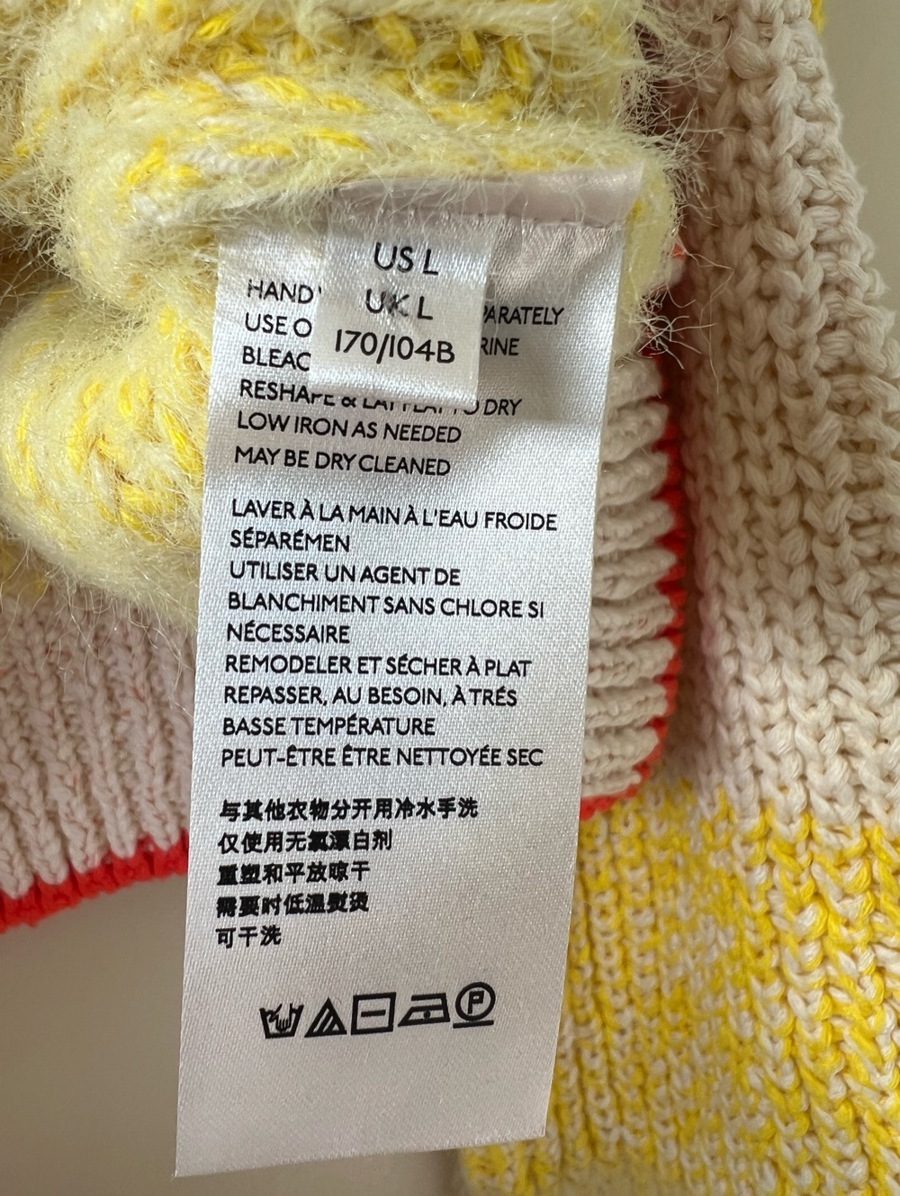 US L
UK L
170/104B
HAND PARATELY
USE O RINE
BLEAC
RESHAPE & LAY FLAT TO DRY
LOW IRON AS NEEDED
MAY BE DRY CLEANED
LAVER À LA MAIN À L'EAU FROIDE
SÉPARÉMEN
UTILISER UN AGENT DE
BLANCHIMENT SANS CHLORE SI
NÉCESSAIRE
REMODELER ET SÉCHER À PLAT
REPASSER, AU BESOIN, À TRÉS
BASSE TEMPÉRATURE
PEUT-ÊTRE ÊTRE NETTOYÉE SEC
与其他衣物分开用冷水手洗
仅使用无氯漂白剂
重塑和平放晾干
需要时低温熨烫
可干洗
P